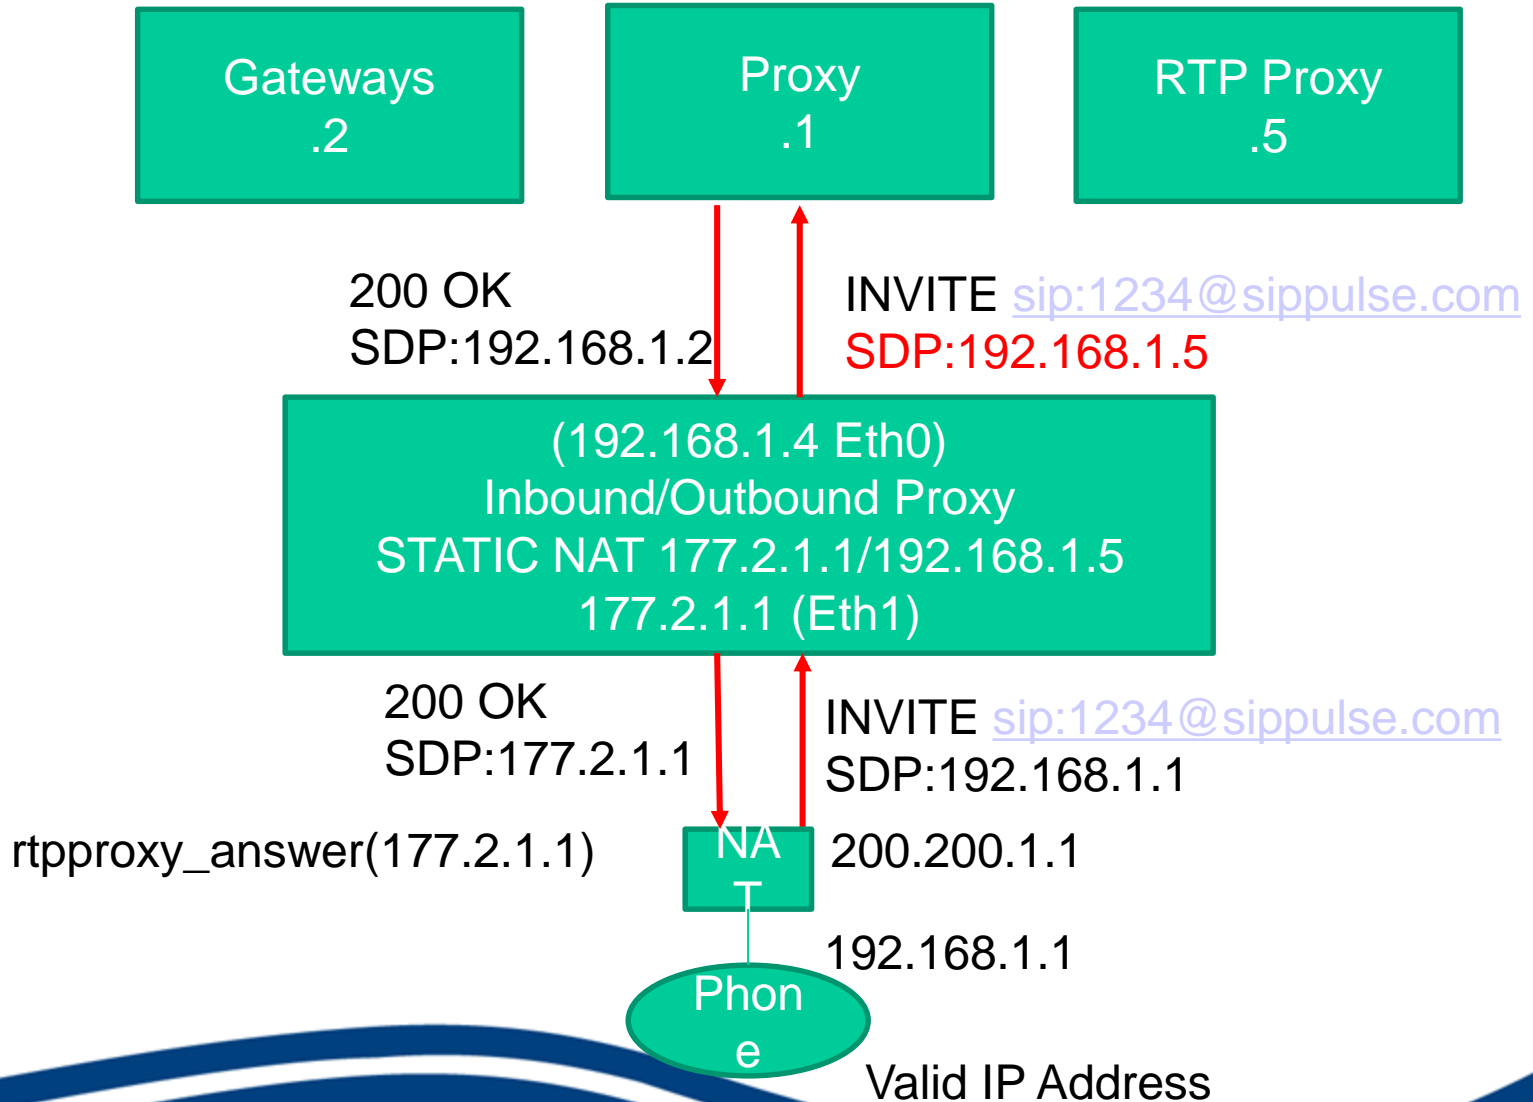 Gateways
.2
Proxy
.1
RTP Proxy
.5
200 OK
SDP:192.168.1.2
INVITE sip:1234@sippulse.com
SDP:192.168.1.5
(192.168.1.4 Eth0)
Inbound/Outbound Proxy
STATIC NAT 177.2.1.1/192.168.1.5
177.2.1.1 (Eth1)
200 OK
SDP:177.2.1.1
INVITE sip:1234@sippulse.com
SDP:192.168.1.1
rtpproxy_answer(177.2.1.1)
NA
T
200.200.1.1
192.168.1.1
Phon
e
Valid IP Address